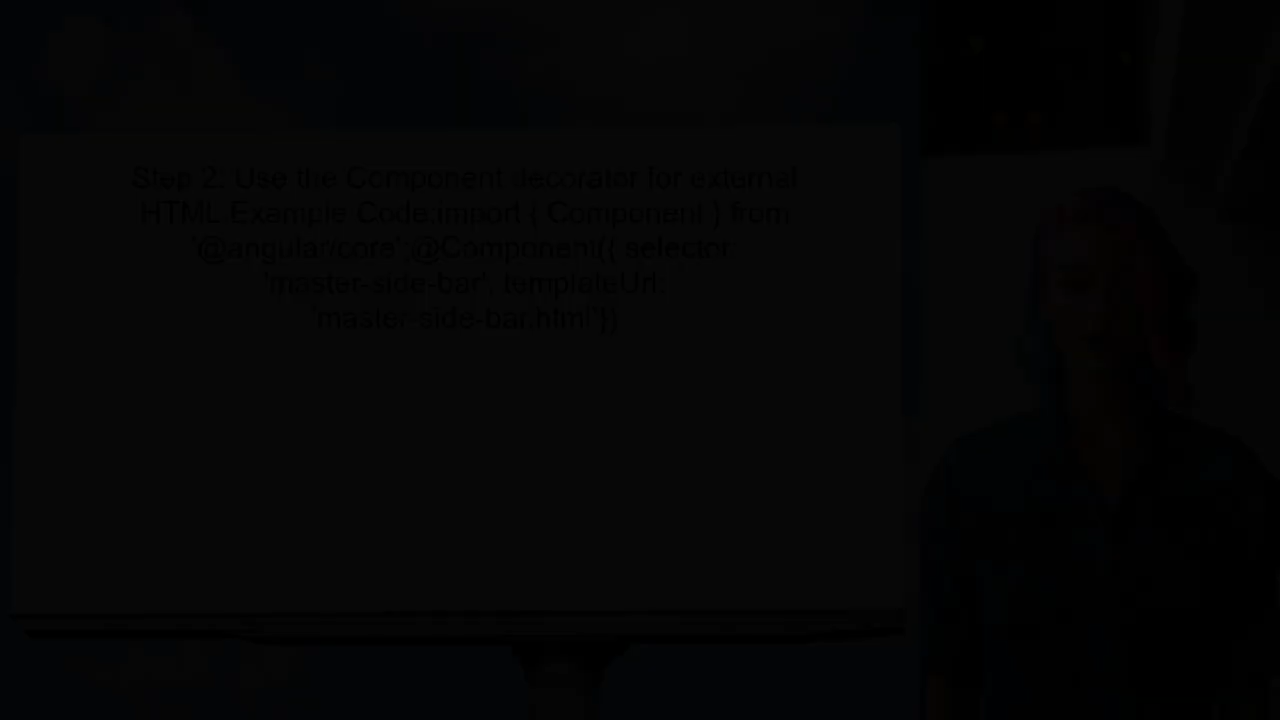 Step 2: Use the Component decorator for external
HTML Example Code:import { Component } from
'@angular/core';@Component({ selector:
'master-side-bar', templateUrl:
'master-side-bar.html'})